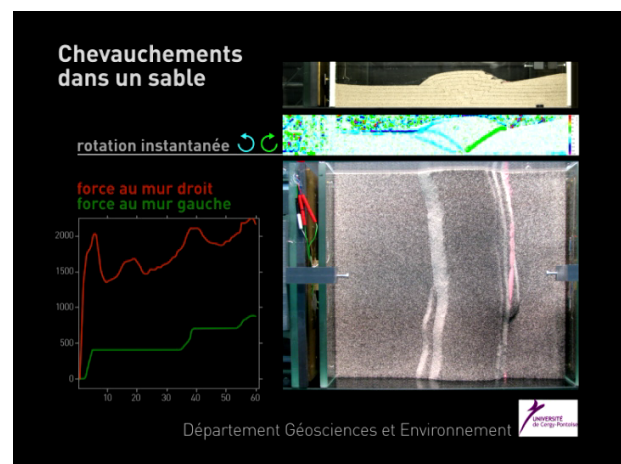 Chevauchements
dans un sable
rotation instantanée
force au mur droit
force au mur gauche
2000
1500
1000
500
0
10 20 30 40 50 60
Département Géosciences et Environnement
UNIVERSITÉ
de Cergy-Pontoise